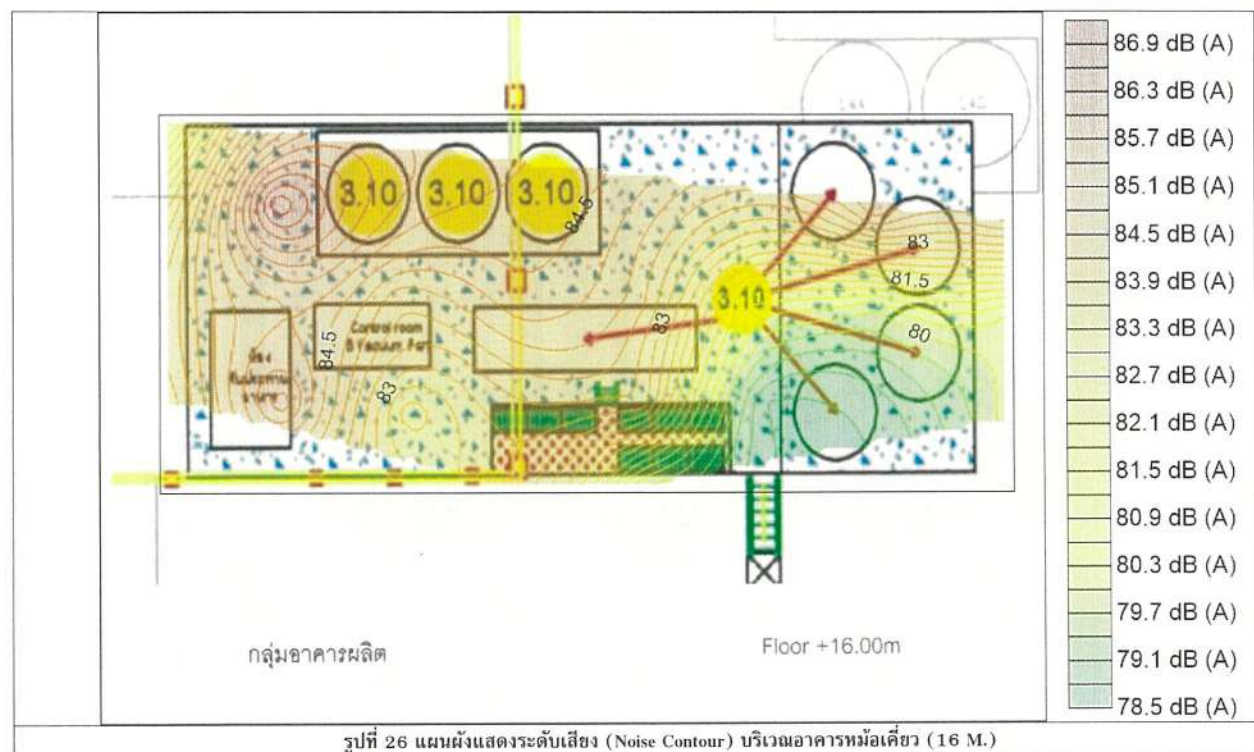 86.9 dB (A)
86.3 dB (A)
85.7 dB (A)
85.1 dB (A)
84.5 dB (A)
83.9 dB (A)
83.3 dB (A)
82.7 dB (A)
82.1 dB (A)
81.5 dB (A)
80.9 dB (A)
80.3 dB (A)
79.7 dB (A)
79.1 dB (A)
78.5 dB (A)
3.10
3.10
3.10
84.5
83
81.5
3.10
80
83
Control room
84.5
83
ห้อง
กลุ่มอาคารผลิต
Floor +16.00m
รูปที่ 26 แผนผังแสดงระดับเสียง (Noise Contour) บริเวณอาคารหม้อเคี่ยว (16 M.)